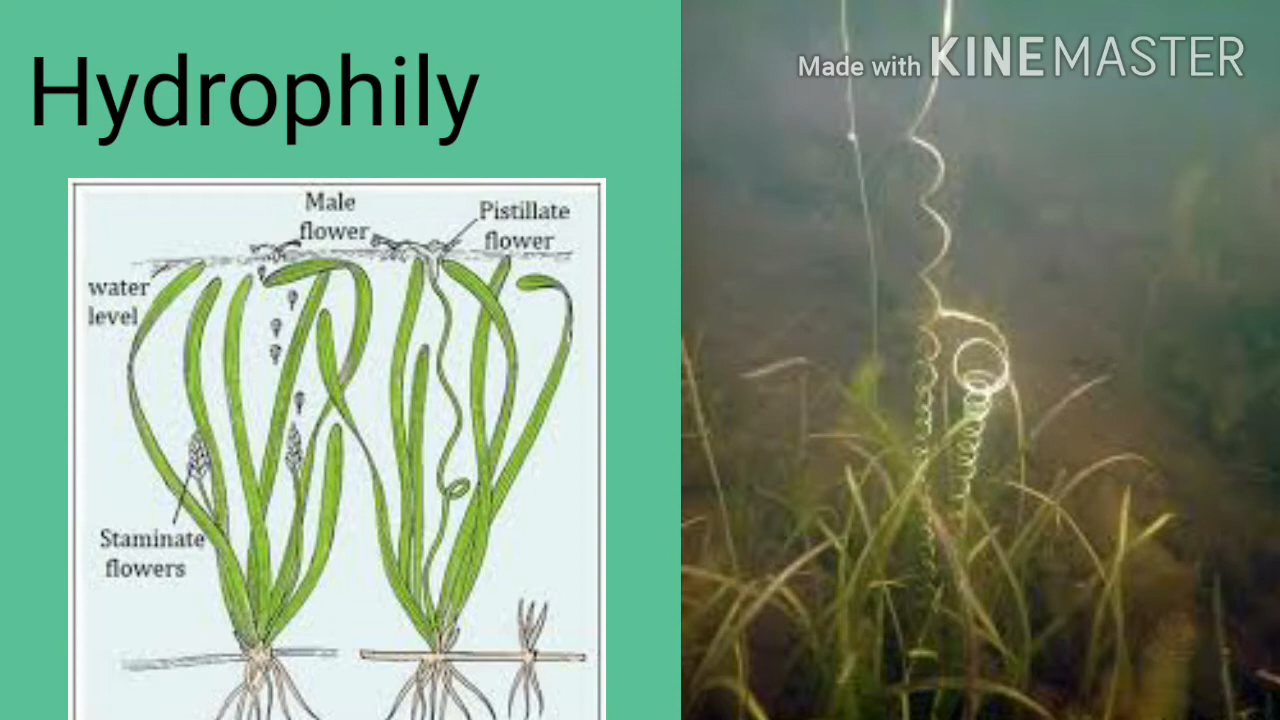 Hydrophily
Made with KINEMASTER
Male
flower
Pistillate
flower
water
level
Staminate
flowers